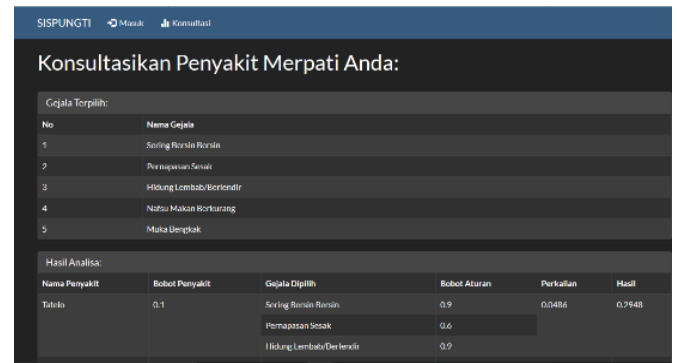 SISPUNGTI Masuk Konsultasi
Konsultasikan Penyakit Merpati Anda:
Gejala Terpilih:
No Nama Gejala
1 Sering Bersin Bersin
2 Pernapasan Sesak
3 Hidung Lembab/Berlendir
4 Nafsu Makan Berkurang
5 Muka Bengkak
Hasil Analisa:
Nama Penyakit Bobot Penyakit Gejala Dipilih Bobot Aturan Perkalian Hasil
Tatelo 0.1 Sering Bersin Bersin 0.9 0.0486 0.2948
Pernapasan Sesak 0.6
Hidung Lembab/Berlendir 0.9